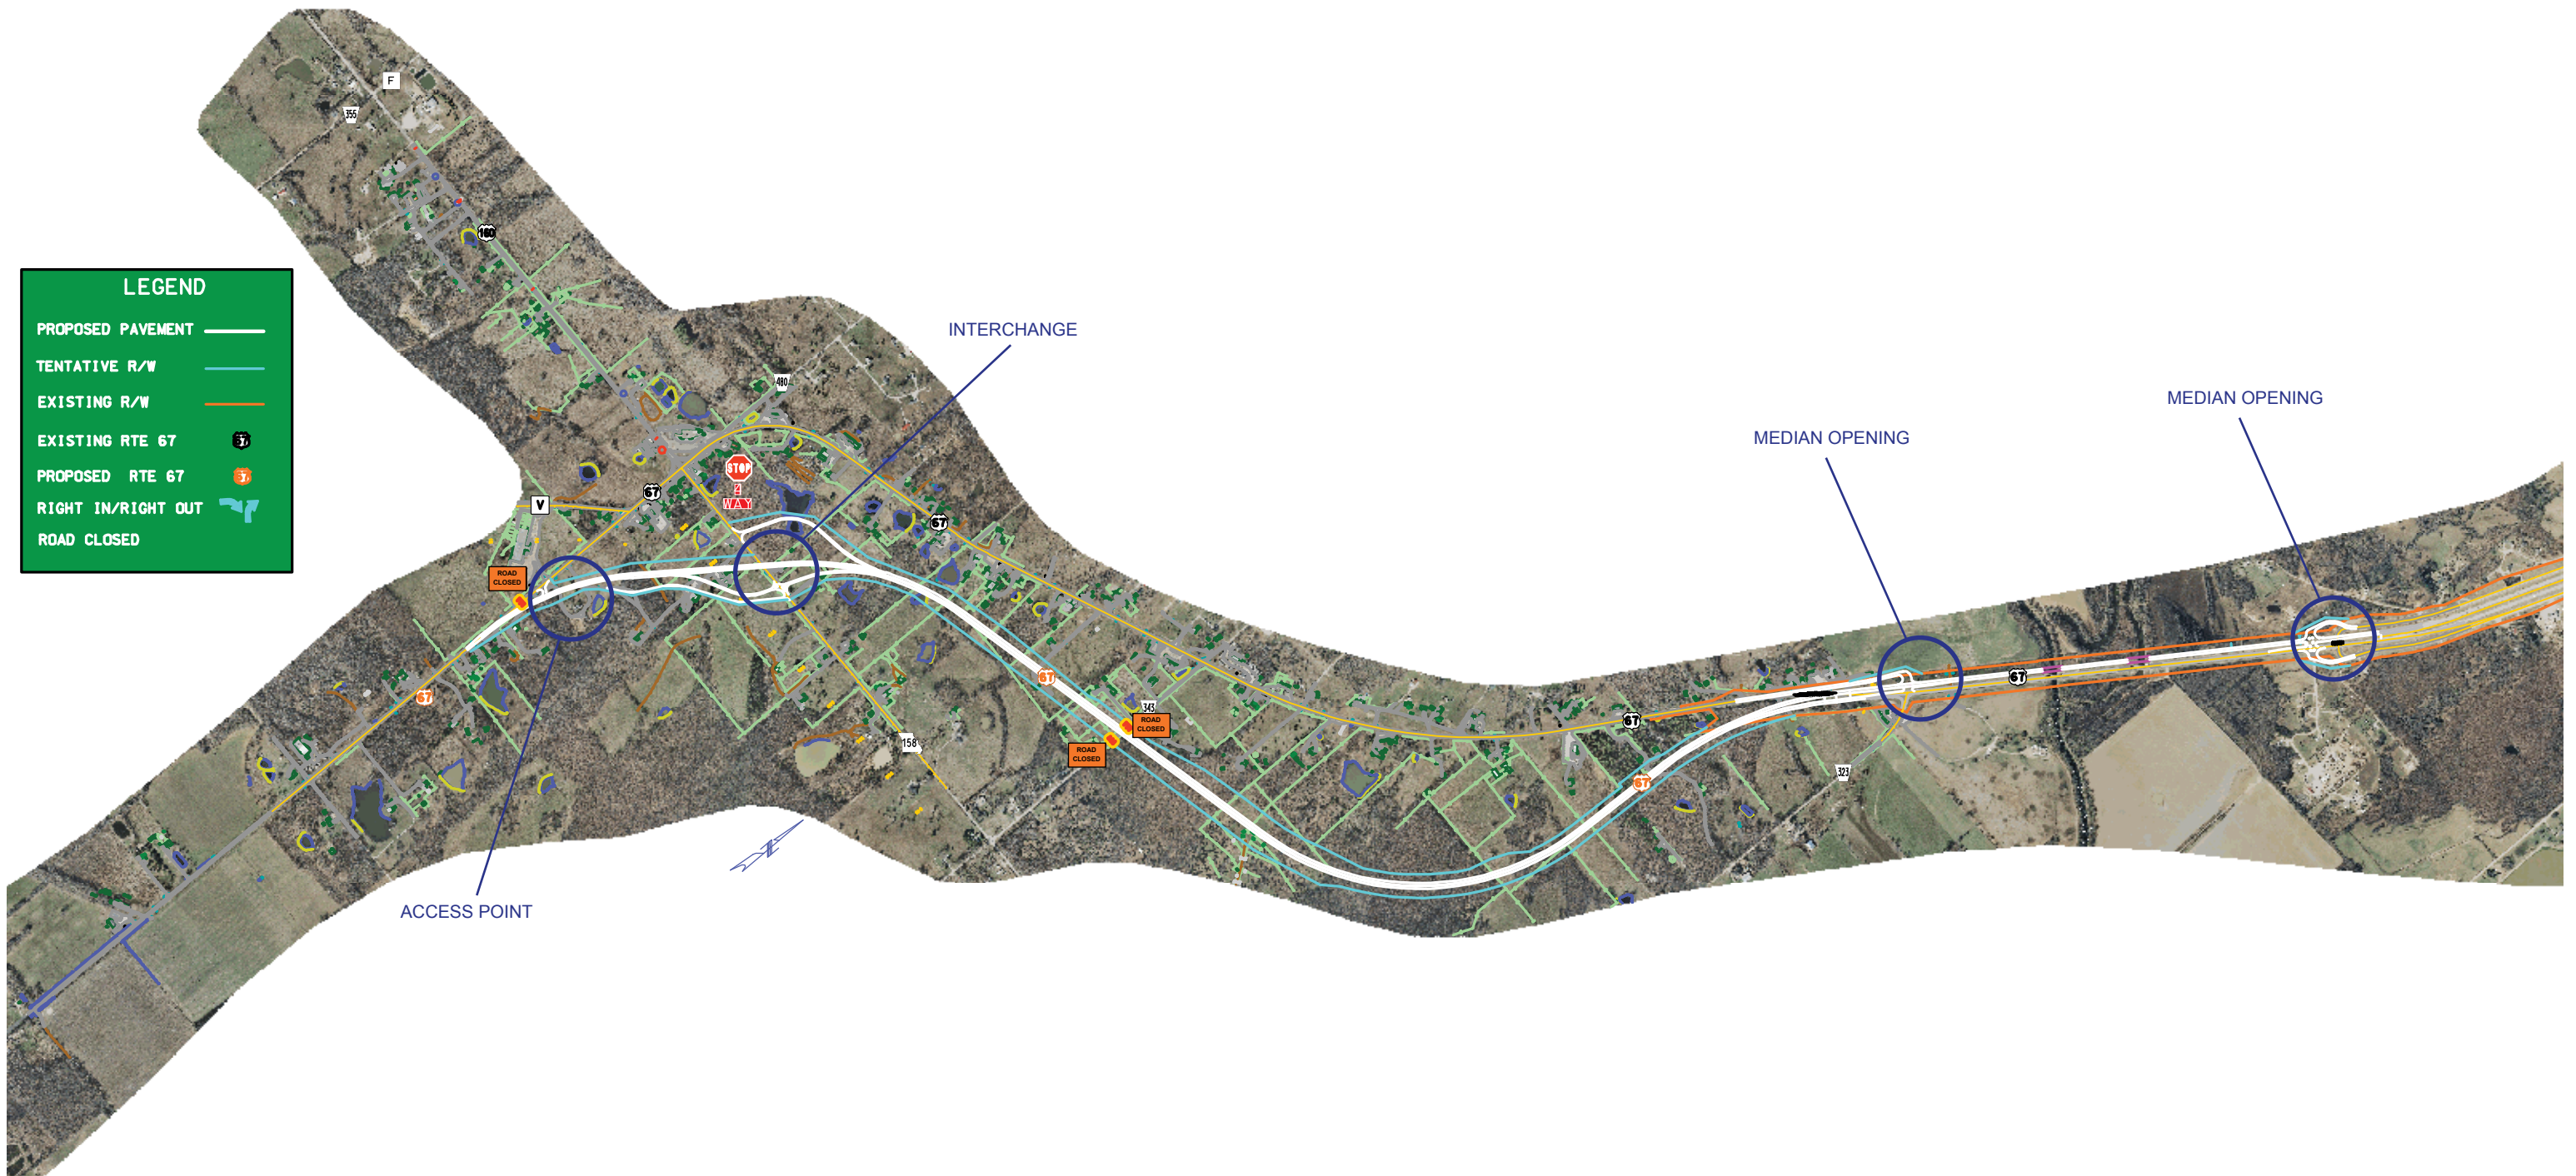 F
355
160
LEGEND
PROPOSED PAVEMENT
TENTATIVE R/W
EXISTING R/W
EXISTING RTE 67
67
PROPOSED RTE 67
67
RIGHT IN/RIGHT OUT
ROAD CLOSED
INTERCHANGE
480
MEDIAN OPENING
MEDIAN OPENING
STOP
WAY
67
V
67
ROAD
CLOSED
67
67
67
343
ROAD
CLOSED
ROAD
CLOSED
67
158
323
67
ACCESS POINT